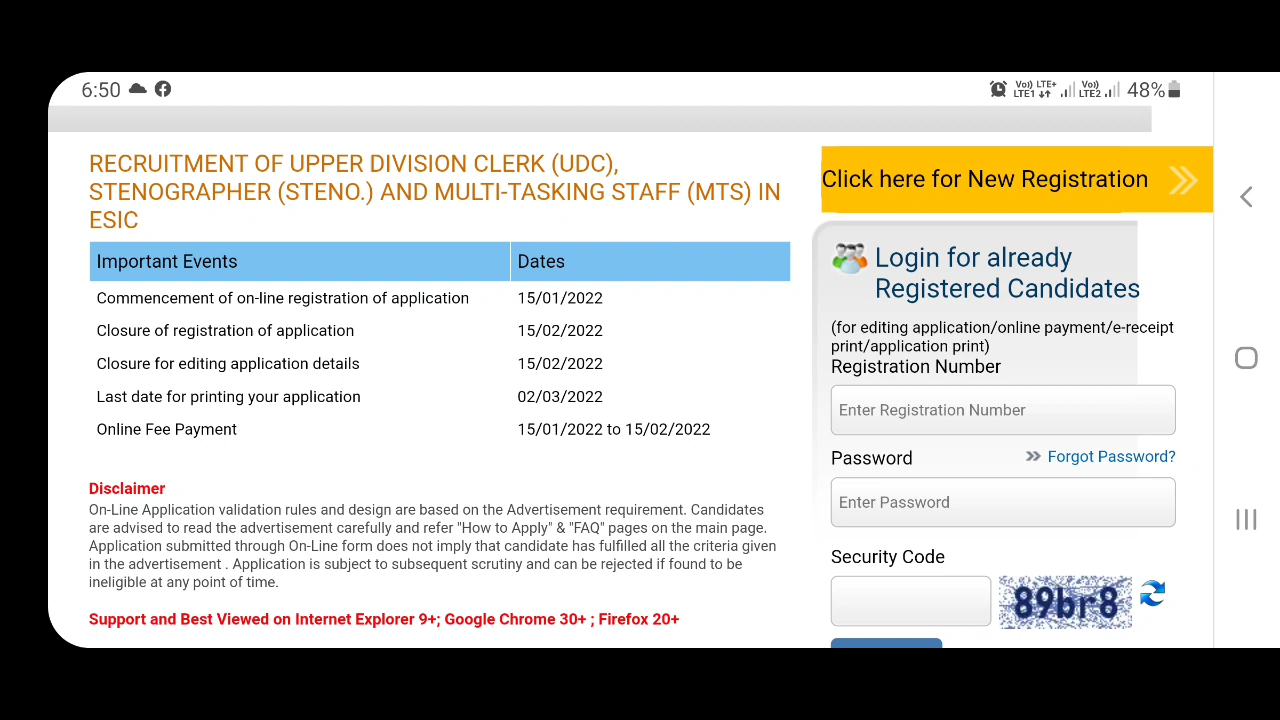 6:50
Vo)) LTE+
LTE1
Vo))
LTE2
48%
RECRUITMENT OF UPPER DIVISION CLERK (UDC),
STENOGRAPHER (STENO.) AND MULTI-TASKING STAFF (MTS) IN
ESIC
Important Events Dates
Commencement of on-line registration of application 15/01/2022
Closure of registration of application 15/02/2022
Closure for editing application details 15/02/2022
Last date for printing your application 02/03/2022
Online Fee Payment 15/01/2022 to 15/02/2022
Disclaimer
On-Line Application validation rules and design are based on the Advertisement requirement. Candidates
are advised to read the advertisement carefully and refer "How to Apply" & "FAQ" pages on the main page.
Application submitted through On-Line form does not imply that candidate has fulfilled all the criteria given
in the advertisement . Application is subject to subsequent scrutiny and can be rejected if found to be
ineligible at any point of time.
Support and Best Viewed on Internet Explorer 9+; Google Chrome 30+ ; Firefox 20+
Click here for New Registration
Login for already
Registered Candidates
(for editing application/online payment/e-receipt
print/application print)
Registration Number
Enter Registration Number
Password
Forgot Password?
Enter Password
Security Code
89br8